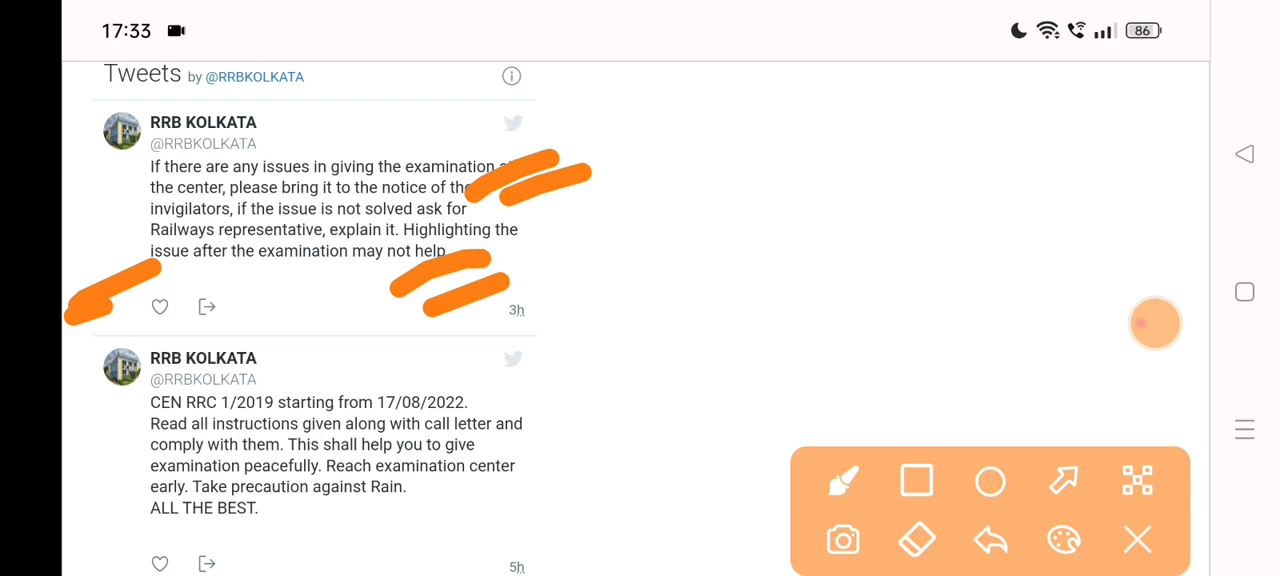 17:33
86
Tweets by @RRBKOLKATA
RRB KOLKATA
@RRBKOLKATA
If there are any issues in giving the examination
the center, please bring it to the notice of the
invigilators, if the issue is not solved ask for
Railways representative, explain it. Highlighting the
issue after the examination may not help
3h
RRB KOLKATA
@RRBKOLKATA
CEN RRC 1/2019 starting from 17/08/2022.
Read all instructions given along with call letter and
comply with them. This shall help you to give
examination peacefully. Reach examination center
early. Take precaution against Rain.
ALL THE BEST.
5h